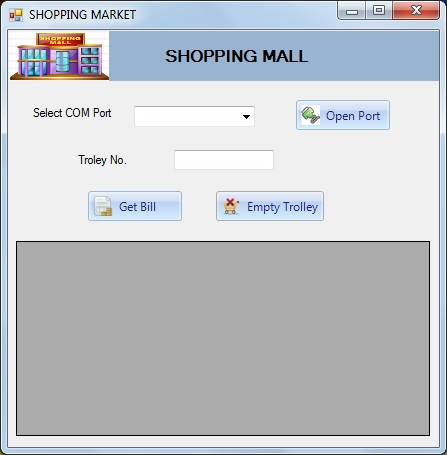 SHOPPING MARKET
SHOPPING
MALL
SHOPPING MALL
Select COM Port
Open Port
Troley No.
Get Bill
Empty Trolley